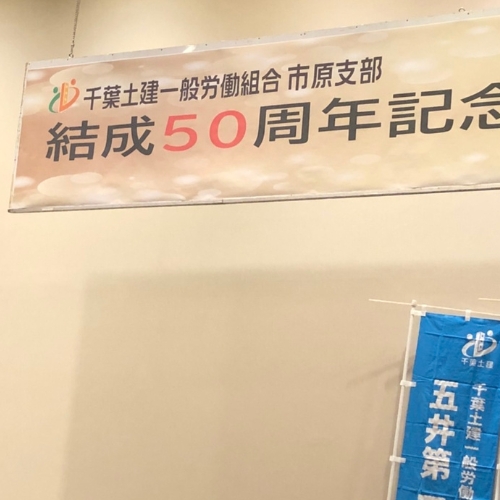 千葉土建一般労働組合 市原支部
結成50周年記念
千葉土建
千葉土建一般労働
五井第